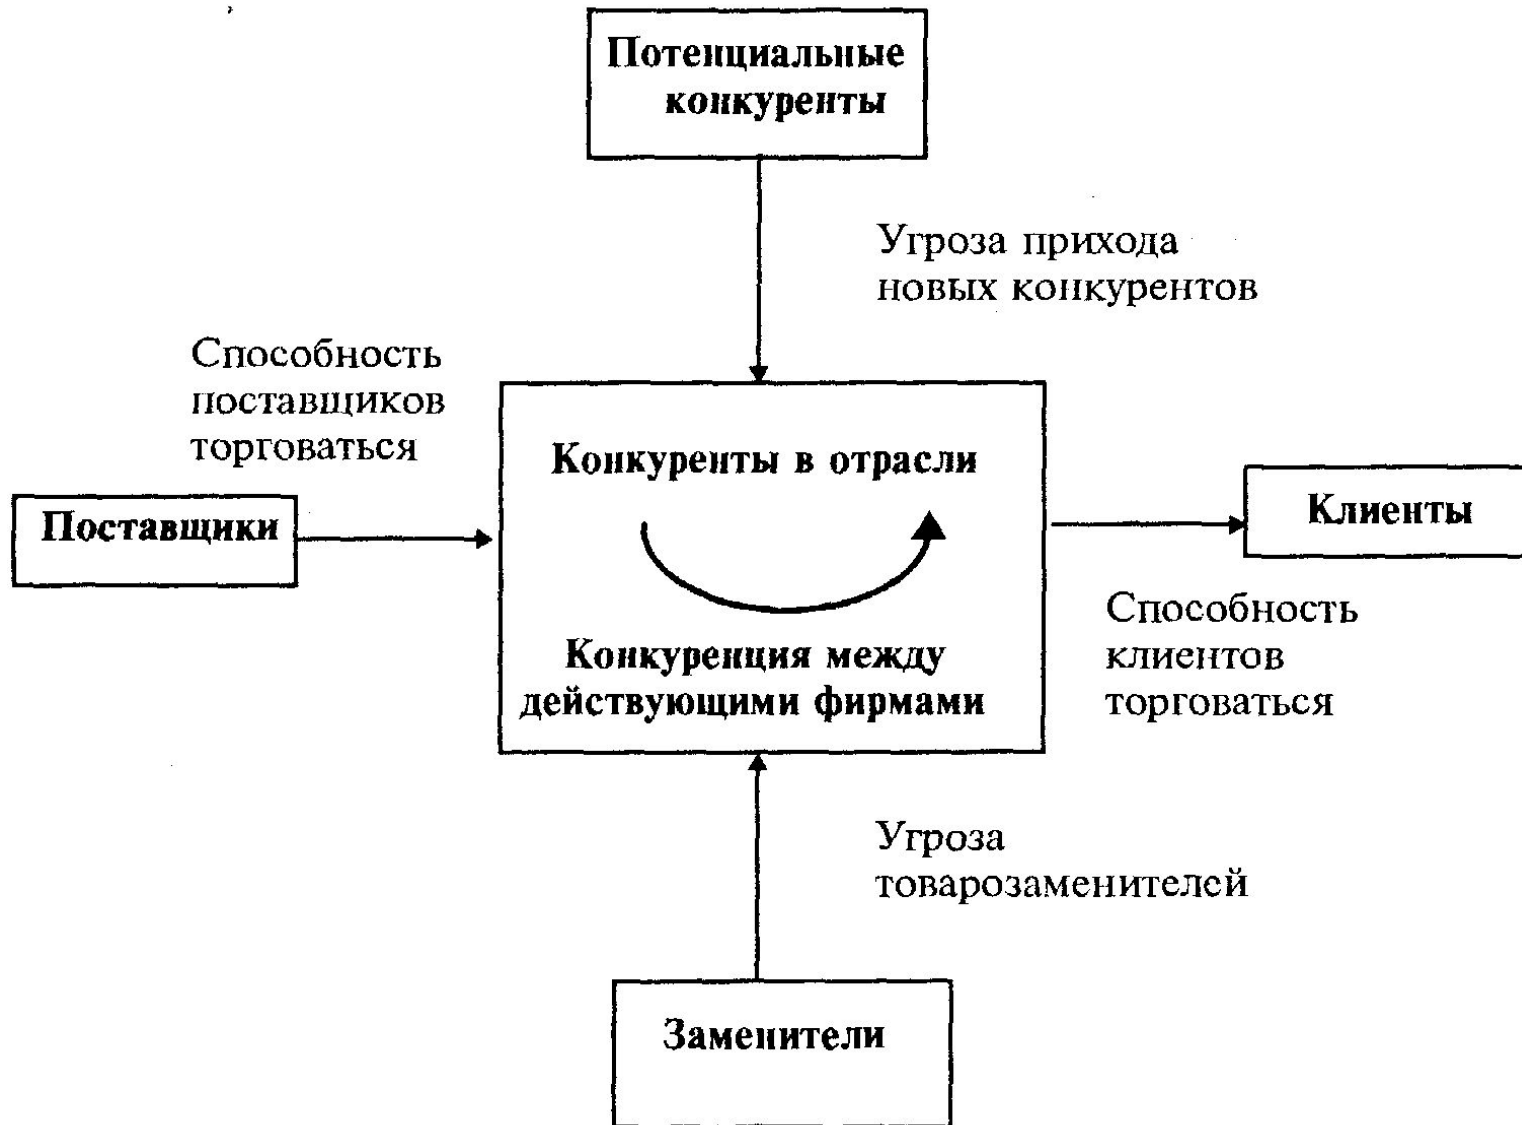 Потенциальные
конкуренты
Угроза прихода
новых конкурентов
Способность
поставщиков
торговаться
Поставщики
Конкуренты в отрасли
Конкуренция между
действующими фирмами
Клиенты
Способность
клиентов
торговаться
Угроза
товарозаменителей
Заменители